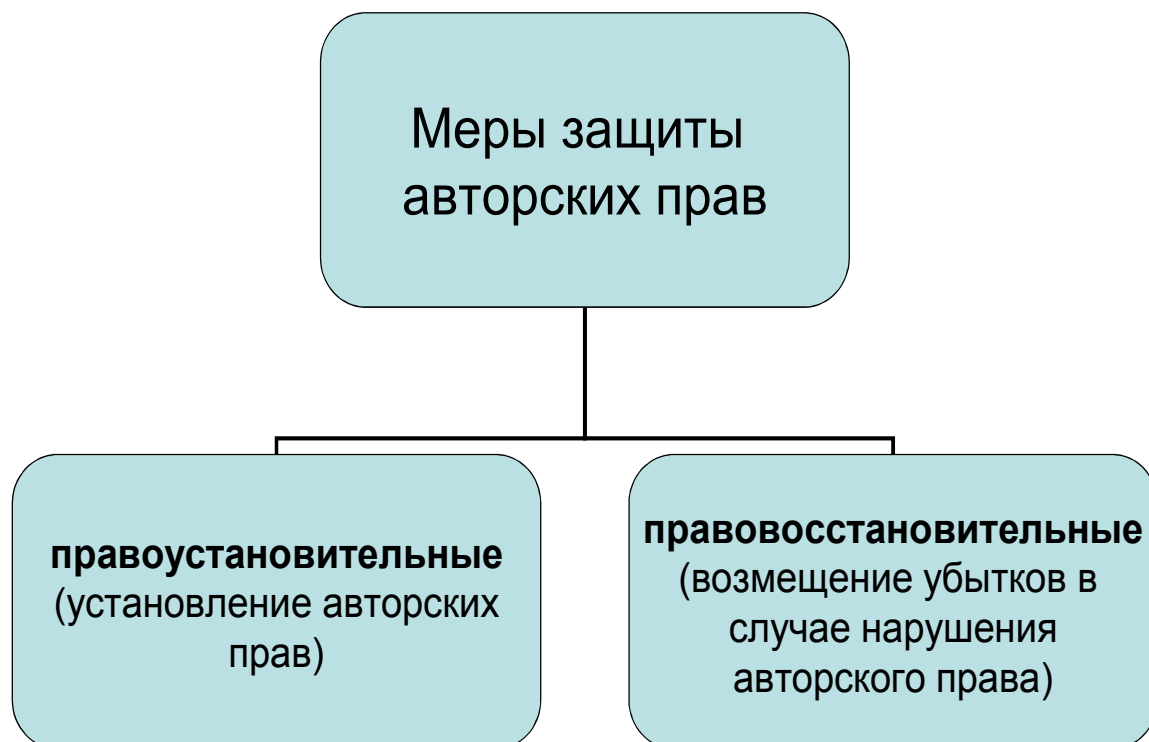 Меры защиты
авторских прав
правоустановительные
(установление авторских
прав)
правовосстановительные
(возмещение убытков в
случае нарушения
авторского права)